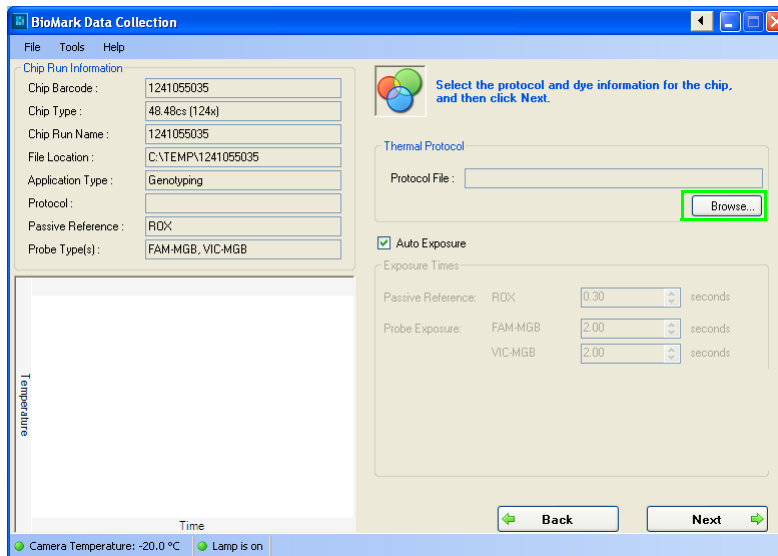 BioMark Data Collection
File Tools Help
Chip Run Information
Chip Barcode : 1241055035
Chip Type : 48.48cs (124x)
Chip Run Name : 1241055035
File Location : C:\TEMP\1241055035
Application Type : Genotyping
Protocol :
Passive Reference : ROX
Probe Type(s) : FAM-MGB, VIC-MGB
Temperature
Time
Select the protocol and dye information for the chip,
and then click Next.
Thermal Protocol
Protocol File :
Browse...
Auto Exposure
Exposure Times
Passive Reference: ROX 0.30 seconds
Probe Exposure: FAM-MGB 2.00 seconds
VIC-MGB 2.00 seconds
Back Next
Camera Temperature: -20.0 °C Lamp is on